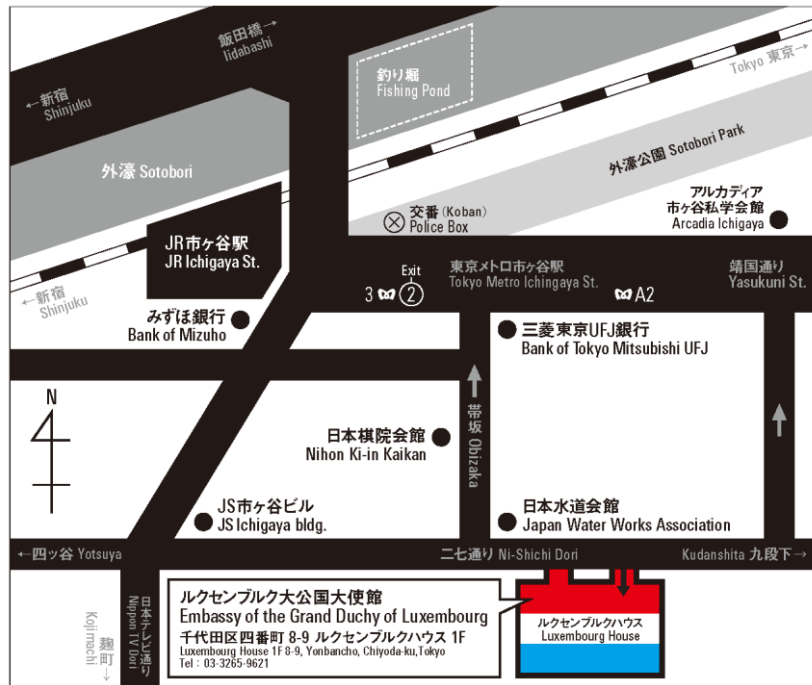 飯田橋→
Iidabashi
←新宿
Shinjuku
釣り堀
Fishing Pond
Tokyo 東京→
外濠 Sotobori
外濠公園 Sotobori Park
アルカディア
市ヶ谷私学会館
Arcadia Ichigaya
交番 (Koban)
Police Box
JR市ヶ谷駅
JR Ichigaya St.
←新宿
Shinjuku
Exit
3 2
東京メトロ市ヶ谷駅
Tokyo Metro Ichingaya St.
A2
靖国通り
Yasukuni St.
みずほ銀行
Bank of Mizuho
三菱東京UFJ銀行
Bank of Tokyo Mitsubishi UFJ
N
帯坂 Obizaka
日本棋院会館
Nihon Ki-in Kaikan
JS市ヶ谷ビル
JS Ichigaya bldg.
日本水道会館
Japan Water Works Association
←四ッ谷 Yotsuya
二七通り Ni-Shichi Dori
Kudanshita 九段下→
麹町→
Kojimachi
日本テレビ通り
Nippon TV Dori
ルクセンブルク大公国大使館
Embassy of the Grand Duchy of Luxembourg
千代田区四番町 8-9 ルクセンブルクハウス 1F
Luxembourg House 1F 8-9, Yonbancho, Chiyoda-ku,Tokyo
Tel : 03-3265-9621
ルクセンブルクハウス
Luxembourg House